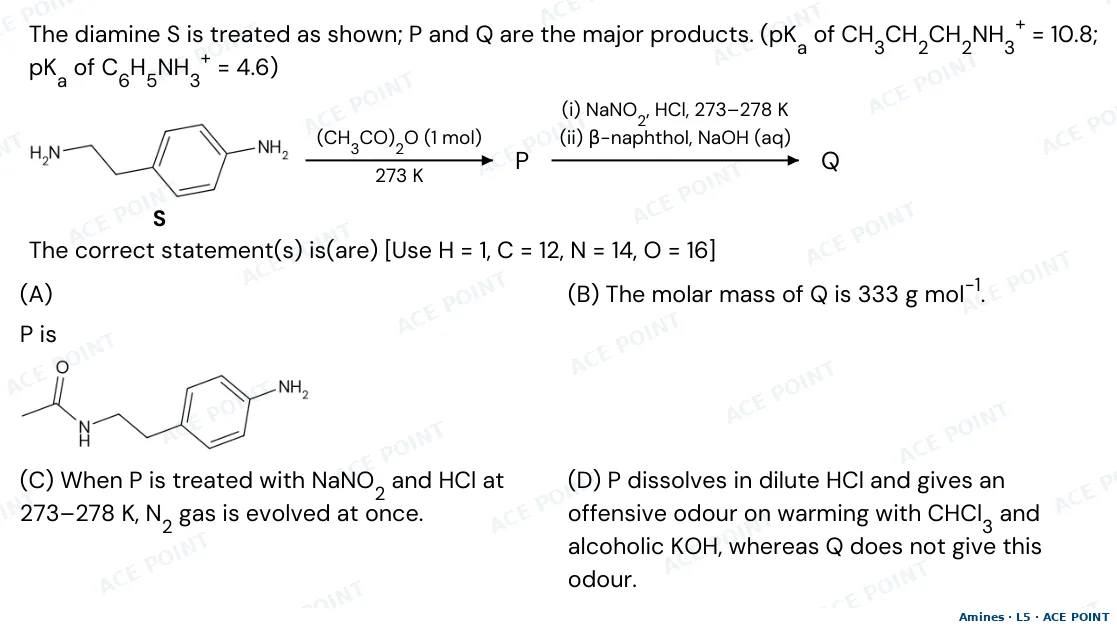 The diamine S is treated as shown; P and Q are the major products. (pKₐ of CH₃CH₂CH₂NH₃⁺ = 10.8;
pKₐ of C₆H₅NH₃⁺ = 4.6)
H₂N
NH₂
S
(CH₃CO)₂O (1 mol)
273 K
P
(i) NaNO₂, HCl, 273–278 K
(ii) β-naphthol, NaOH (aq)
Q
The correct statement(s) is(are) [Use H = 1, C = 12, N = 14, O = 16]
(A)
P is
O
N
H
NH₂
(B) The molar mass of Q is 333 g mol⁻¹.
(C) When P is treated with NaNO₂ and HCl at
273–278 K, N₂ gas is evolved at once.
(D) P dissolves in dilute HCl and gives an
offensive odour on warming with CHCl₃ and
alcoholic KOH, whereas Q does not give this
odour.
ACE POINT
Amines · L5 · ACE POINT